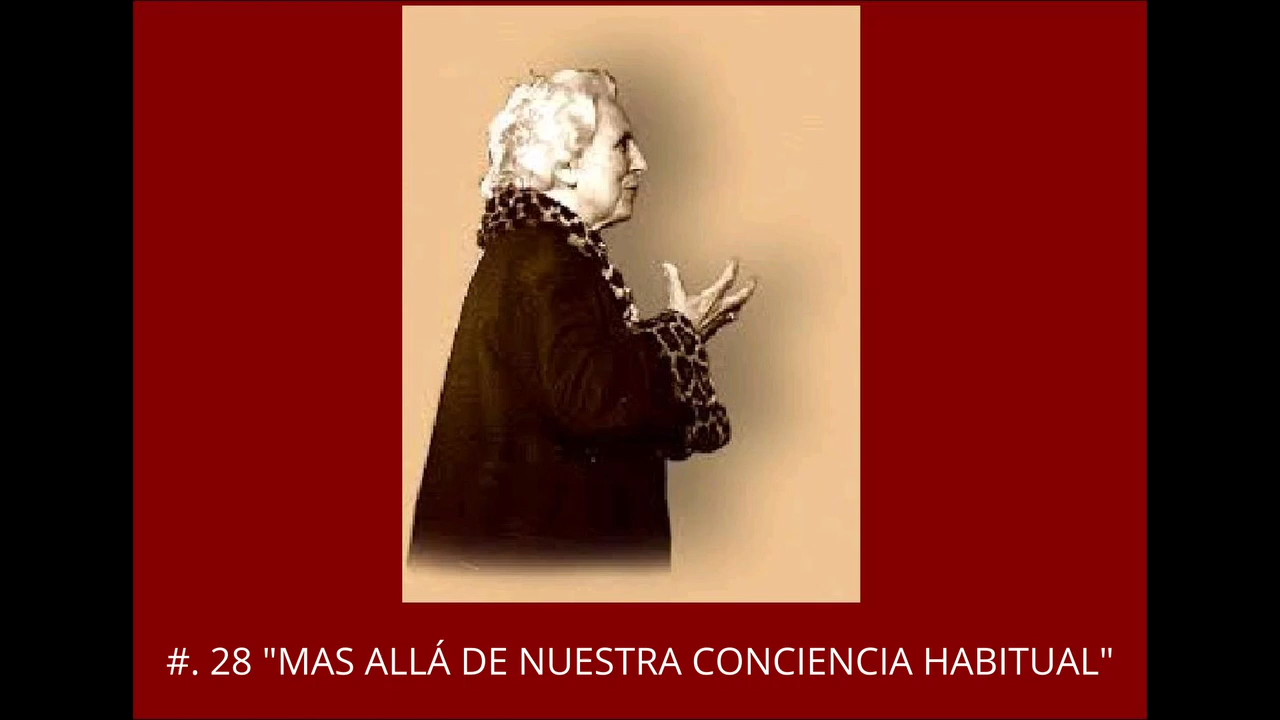 #. 28 "MAS ALLÁ DE NUESTRA CONCIENCIA HABITUAL"